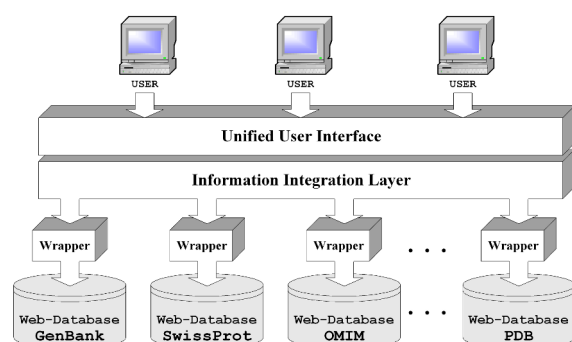 USER USER USER
Unified User Interface
Information Integration Layer
Wrapper Wrapper Wrapper . . . Wrapper
Web-Database Web-Database Web-Database . . . Web-Database
GenBank SwissProt OMIM PDB